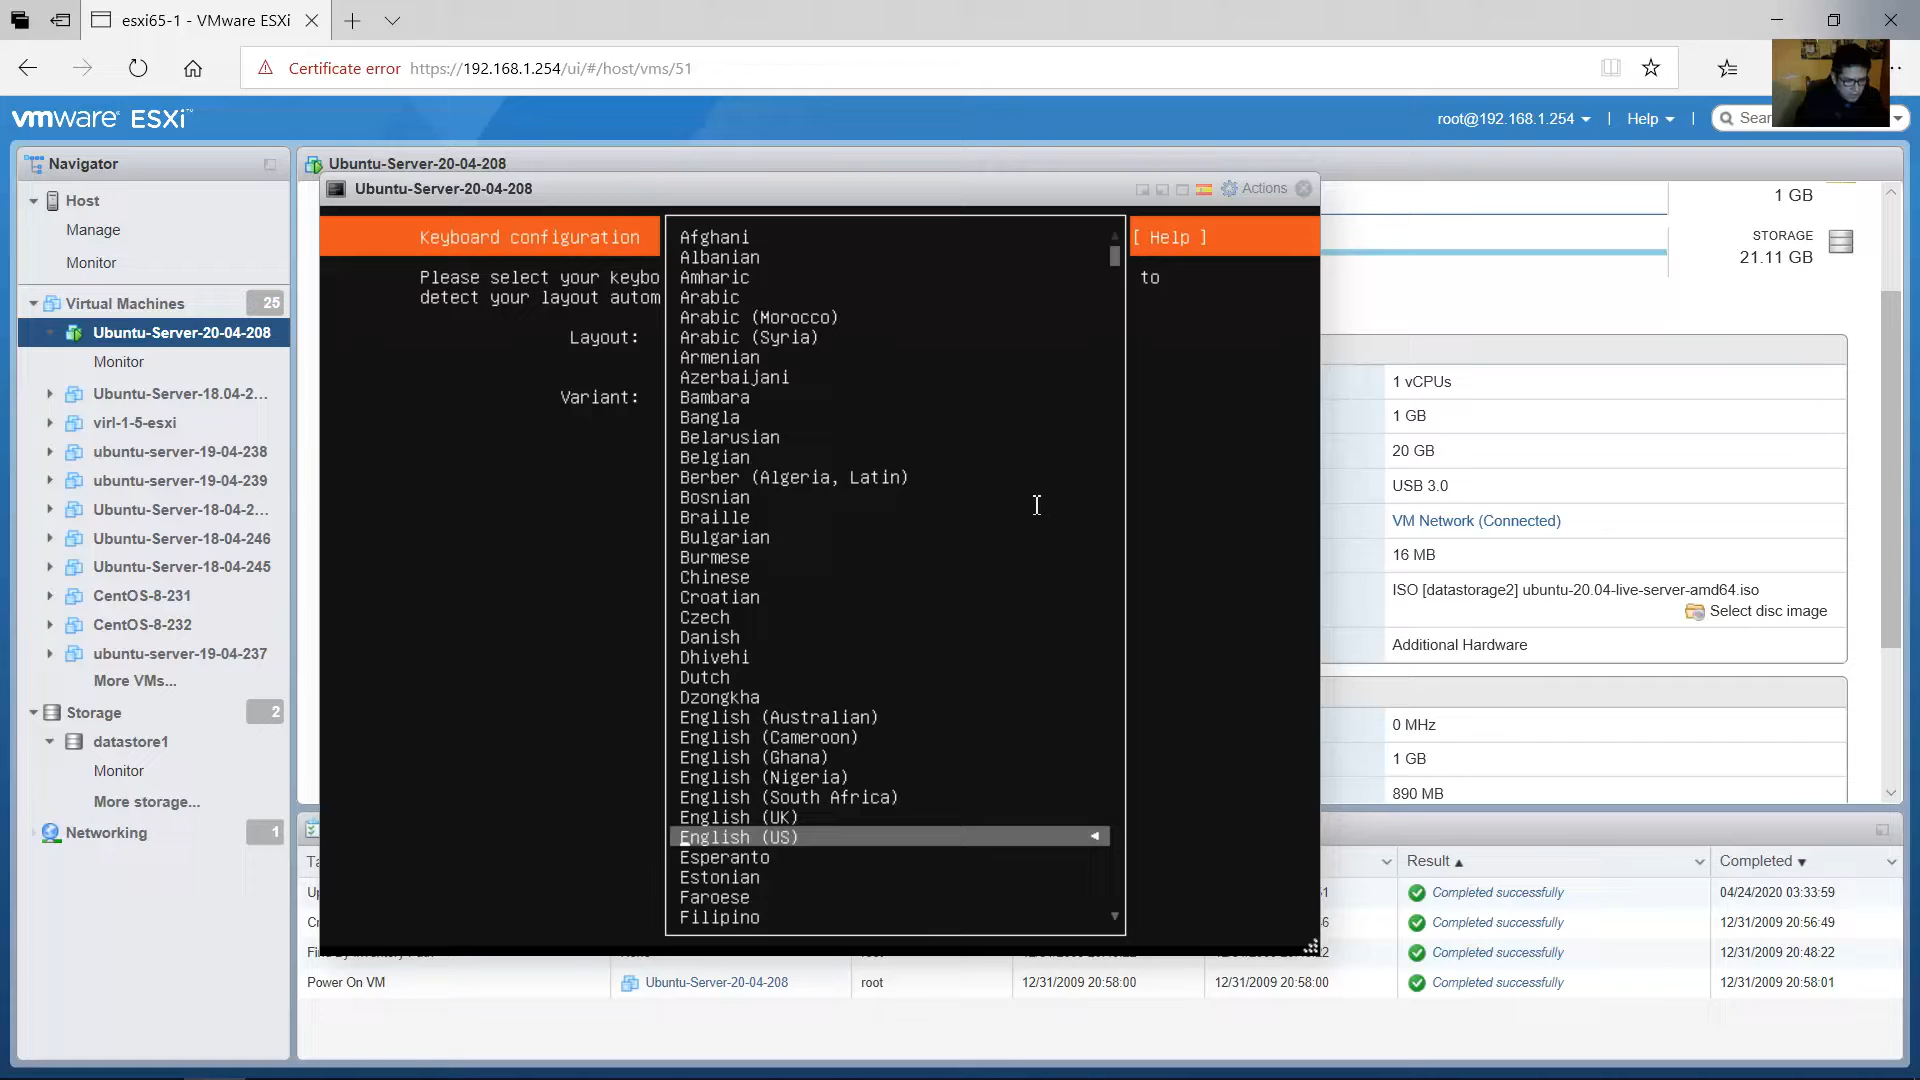 esxi65-1 - VMware ESXi
Certificate error https://192.168.1.254/ui/#/host/vms/51
vmware ESXi
root@192.168.1.254
Help
Sear
Navigator
Host
Manage
Monitor
Virtual Machines 25
Ubuntu-Server-20-04-208
Monitor
Ubuntu-Server-18.04-2...
virl-1-5-esxi
ubuntu-server-19-04-238
ubuntu-server-19-04-239
Ubuntu-Server-18-04-2...
Ubuntu-Server-18-04-246
Ubuntu-Server-18-04-245
CentOS-8-231
CentOS-8-232
ubuntu-server-19-04-237
More VMs...
Storage 2
datastore1
Monitor
More storage...
Networking 1
Ubuntu-Server-20-04-208
Ubuntu-Server-20-04-208
Actions
Keyboard configuration
[ Help ]
Please select your keybo
to
detect your layout autom
Layout:
Variant:
Afghani
Albanian
Amharic
Arabic
Arabic (Morocco)
Arabic (Syria)
Armenian
Azerbaijani
Bambara
Bangla
Belarusian
Belgian
Berber (Algeria, Latin)
Bosnian
Braille
Bulgarian
Burmese
Chinese
Croatian
Czech
Danish
Dhivehi
Dutch
Dzongkha
English (Australian)
English (Cameroon)
English (Ghana)
English (Nigeria)
English (South Africa)
English (UK)
English (US)
Esperanto
Estonian
Faroese
Filipino
1 GB
STORAGE
21.11 GB
1 vCPUs
1 GB
20 GB
USB 3.0
VM Network (Connected)
16 MB
ISO [datastorage2] ubuntu-20.04-live-server-amd64.iso
Select disc image
Additional Hardware
0 MHz
1 GB
890 MB
Result
Completed
Completed successfully 04/24/2020 03:33:59
Completed successfully 12/31/2009 20:56:49
Completed successfully 12/31/2009 20:48:22
Power On VM Ubuntu-Server-20-04-208 root 12/31/2009 20:58:00 12/31/2009 20:58:00 Completed successfully 12/31/2009 20:58:01